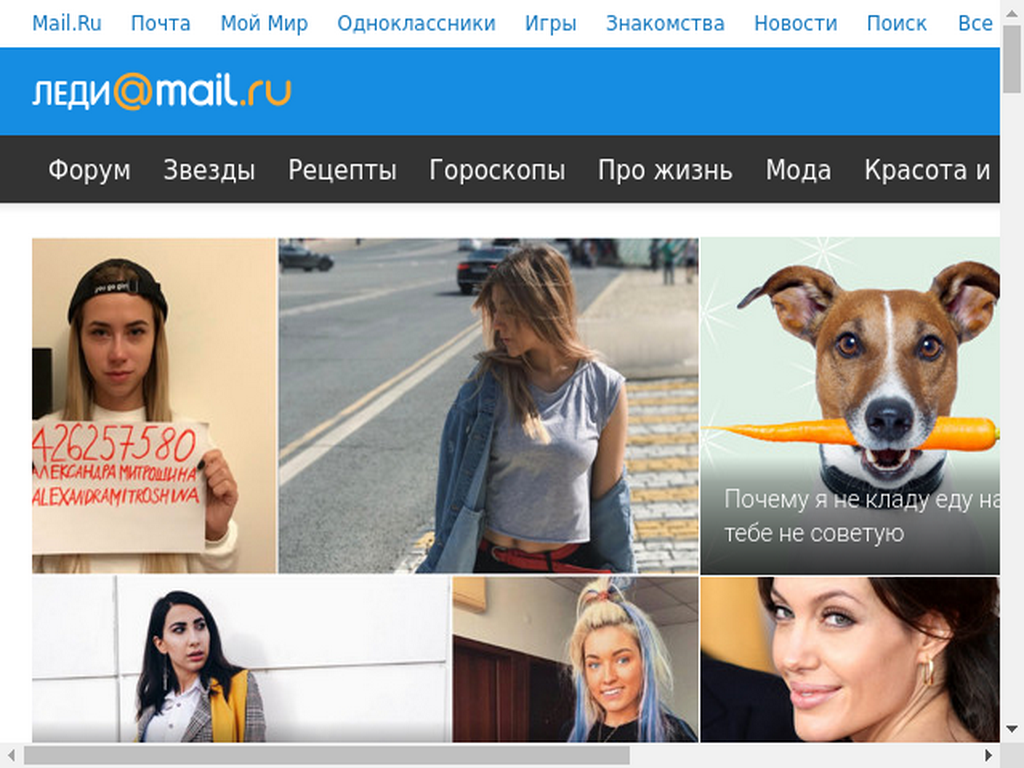 Mail.Ru Почта Мой Мир Одноклассники Игры Знакомства Новости Поиск Все
леди@mail.ru
Форум Звезды Рецепты Гороскопы Про жизнь Мода Красота и
you go girl
426257580
АЛЕКСАНДРА МИТРОШИНА
ALEXANDRAMITROSHINA
Почему я не кладу еду на
тебе не советую